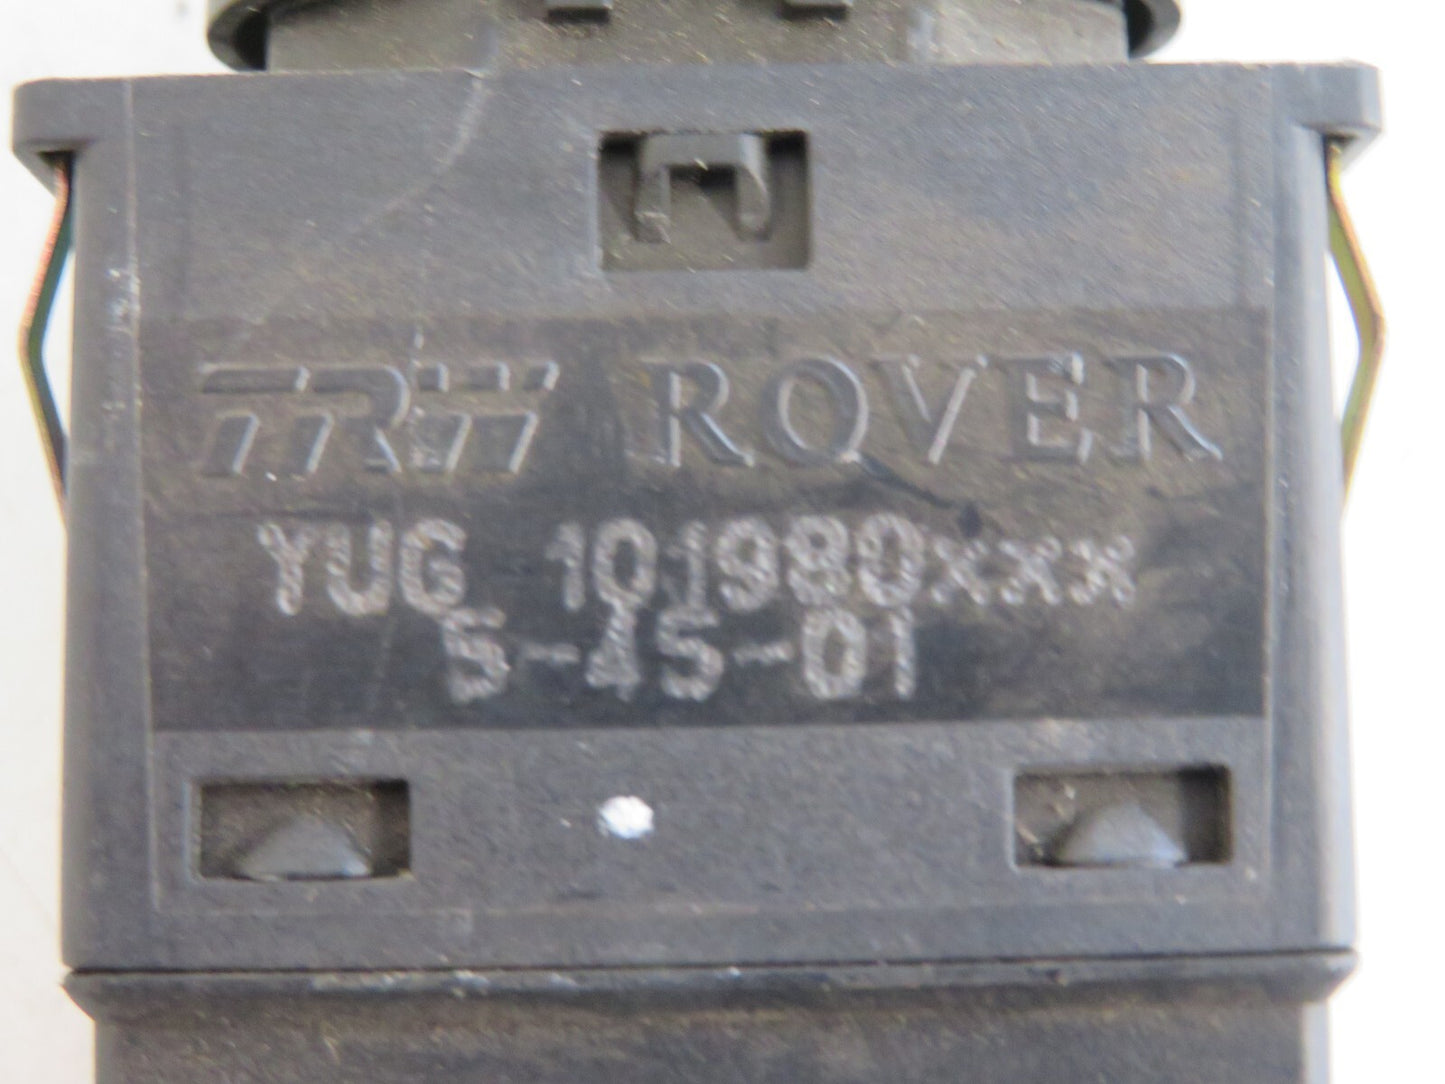 TRW ROVER
YUG 101980xxx
5-45-01